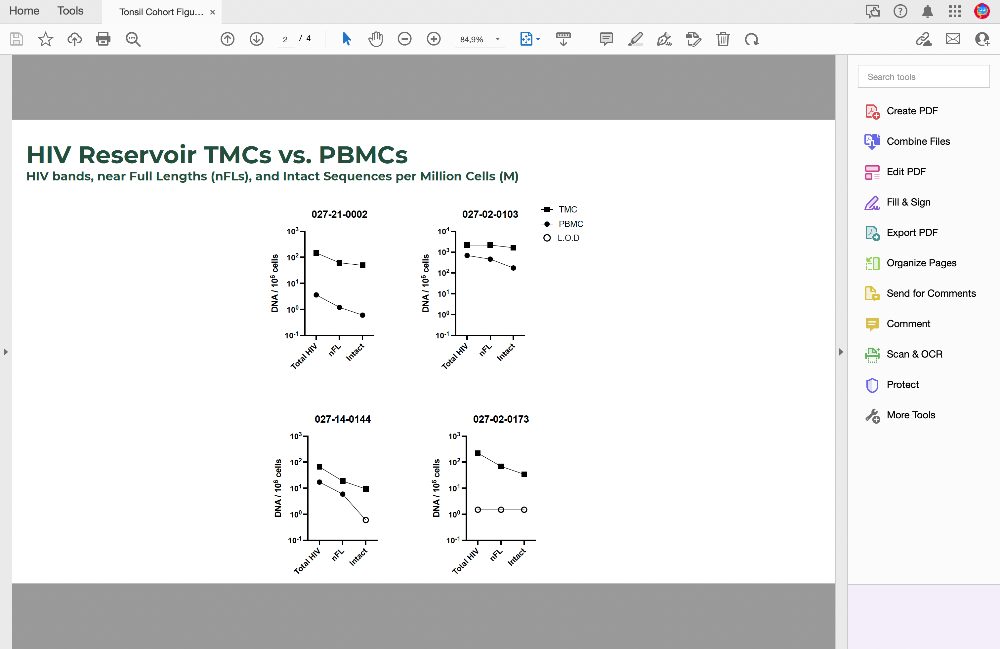 Home
Tools
Tonsil Cohort Figu... ×
2 / 4
84,9%
Search tools
Create PDF
Combine Files
Edit PDF
Fill & Sign
Export PDF
Organize Pages
Send for Comments
Comment
Scan & OCR
Protect
More Tools
HIV Reservoir TMCs vs. PBMCs
HIV bands, near Full Lengths (nFLs), and Intact Sequences per Million Cells (M)
027-21-0002
DNA / 10⁶ cells
10³
10²
10¹
10⁰
10⁻¹
Total HIV
nFL
Intact
027-02-0103
DNA / 10⁶ cells
10⁴
10³
10²
10¹
10⁰
10⁻¹
Total HIV
nFL
Intact
TMC
PBMC
L.O.D
027-14-0144
DNA / 10⁶ cells
10³
10²
10¹
10⁰
10⁻¹
Total HIV
nFL
Intact
027-02-0173
DNA / 10⁶ cells
10³
10²
10¹
10⁰
10⁻¹
Total HIV
nFL
Intact